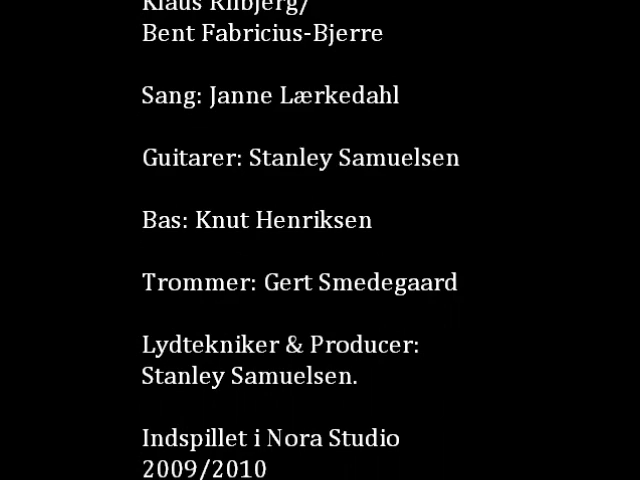 Klaus Rifbjerg/
Bent Fabricius-Bjerre
Sang: Janne Lærkedahl
Guitarer: Stanley Samuelsen
Bas: Knut Henriksen
Trommer: Gert Smedegaard
Lydtekniker & Producer:
Stanley Samuelsen.
Indspillet i Nora Studio
2009/2010